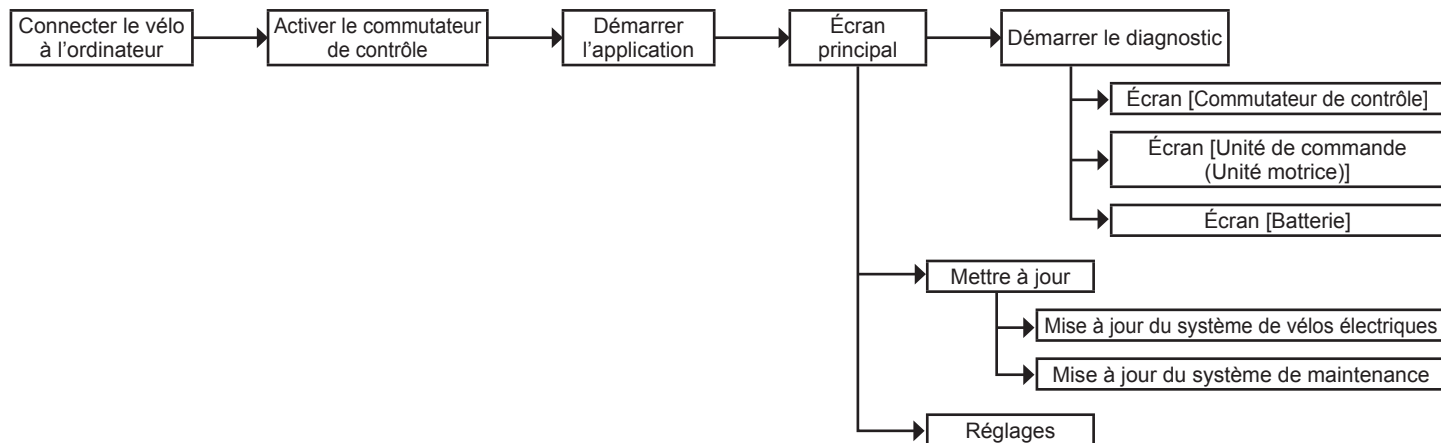 Connecter le vélo
à l’ordinateur
Activer le commutateur
de contrôle
Démarrer
l’application
Écran
principal
Démarrer le diagnostic
Écran [Commutateur de contrôle]
Écran [Unité de commande
(Unité motrice)]
Écran [Batterie]
Mettre à jour
Mise à jour du système de vélos électriques
Mise à jour du système de maintenance
Réglages